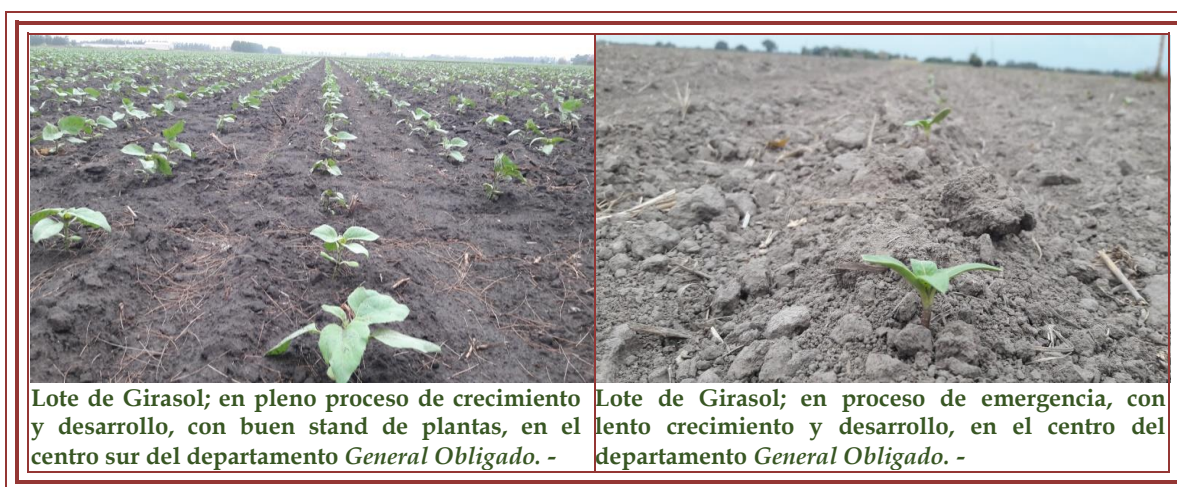 Lote de Girasol; en pleno proceso de crecimiento
y desarrollo, con buen stand de plantas, en el
centro sur del departamento General Obligado. -
Lote de Girasol; en proceso de emergencia, con
lento crecimiento y desarrollo, en el centro del
departamento General Obligado. -